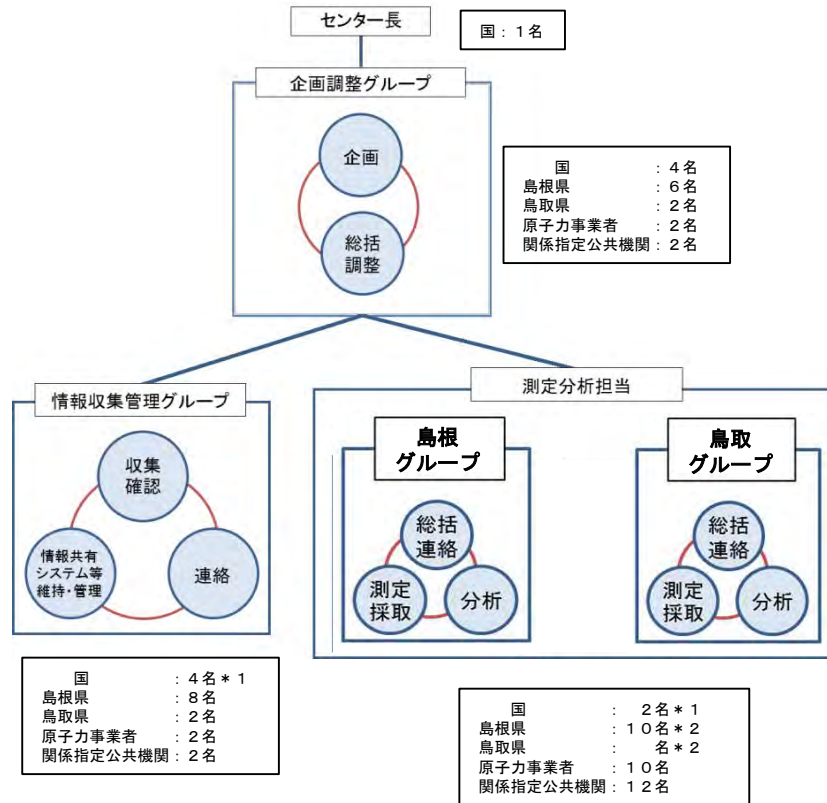 センター長
国：1名
企画調整グループ
企画
総括
調整
国　：４名
島根県　：６名
鳥取県　：２名
原子力事業者　：２名
関係指定公共機関：２名
情報収集管理グループ
収集
確認
情報共有
システム等
維持・管理
連絡
国　：４名＊１
島根県　：８名
鳥取県　：２名
原子力事業者　：２名
関係指定公共機関：２名
測定分析担当
島根
グループ
総括
連絡
測定
採取
分析
鳥取
グループ
総括
連絡
測定
採取
分析
国　：　２名＊１
島根県　：１０名＊２
鳥取県　：　　名＊２
原子力事業者　：１０名
関係指定公共機関：１２名